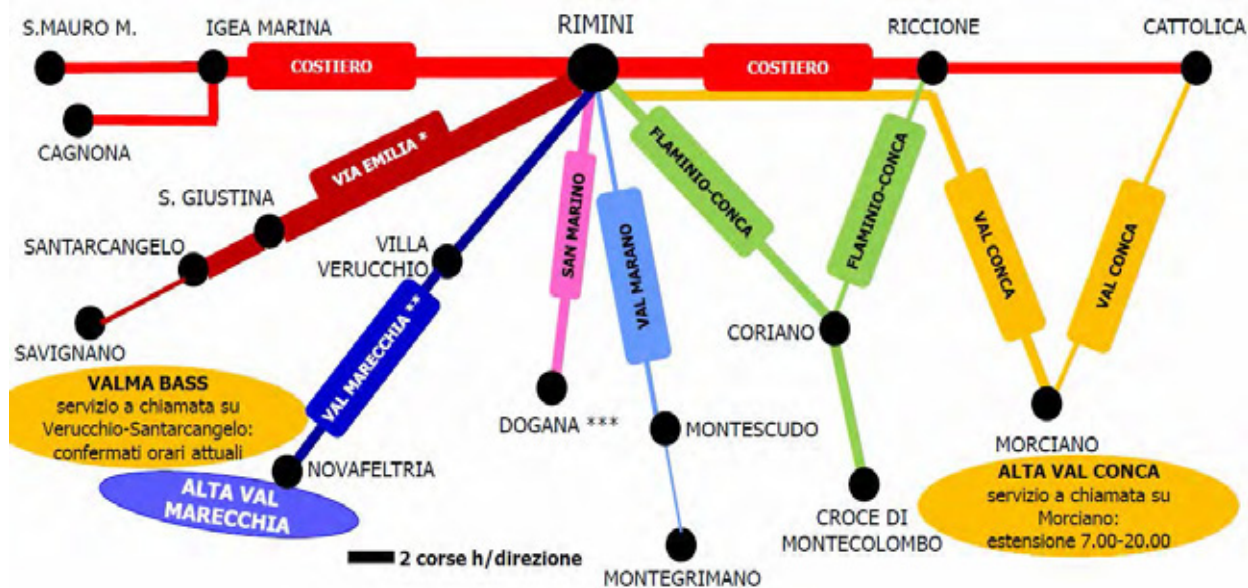 S.MAURO M.
IGEA MARINA
RIMINI
RICCIONE
CATTOLICA
COSTIERO
COSTIERO
CAGNONA
VIA EMILIA *
S. GIUSTINA
SANTARCANGELO
SAVIGNANO
VILLA
VERUCCHIO
VAL MARECCHIA **
SAN MARINO
VAL MARANO
FLAMINIO-CONCA
FLAMINIO-CONCA
VAL CONCA
VAL CONCA
CORIANO
VALMA BASS
servizio a chiamata su
Verucchio-Santarcangelo:
confermati orari attuali
NOVAFELTRIA
ALTA VAL
MARECCHIA
DOGANA ***
MONTESCUDO
MORCIANO
ALTA VAL CONCA
servizio a chiamata su
Morciano:
estensione 7.00-20.00
CROCE DI
MONTECOLOMBO
2 corse h/direzione
MONTEGRIMANO